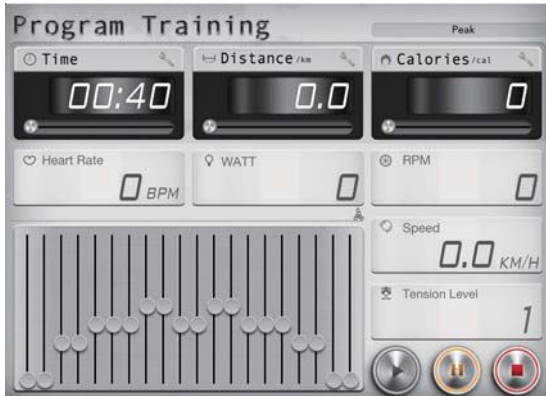 Program Training
Peak
Time
Distance/km
Calories/cal
00:40
0.0
0
Heart Rate
WATT
RPM
0 BPM
0
0
Speed
0.0 KM/H
Tension Level
1